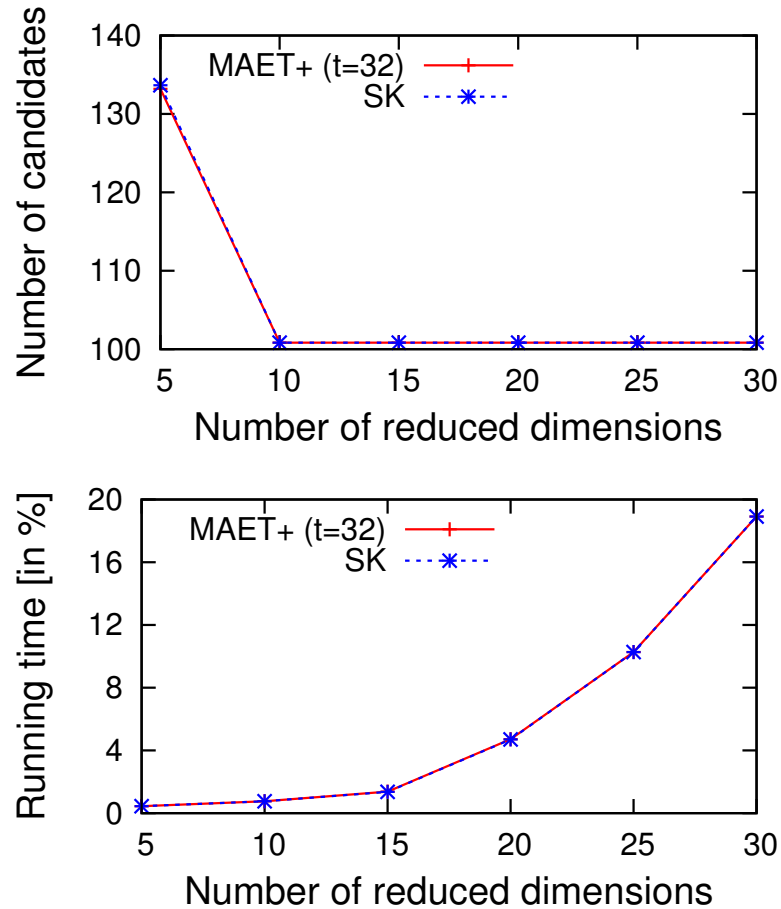 Number of candidates
140
130
120
110
100
MAET+ (t=32)
SK
5 10 15 20 25 30
Number of reduced dimensions
Running time [in %]
20
16
12
8
4
0
MAET+ (t=32)
SK
5 10 15 20 25 30
Number of reduced dimensions